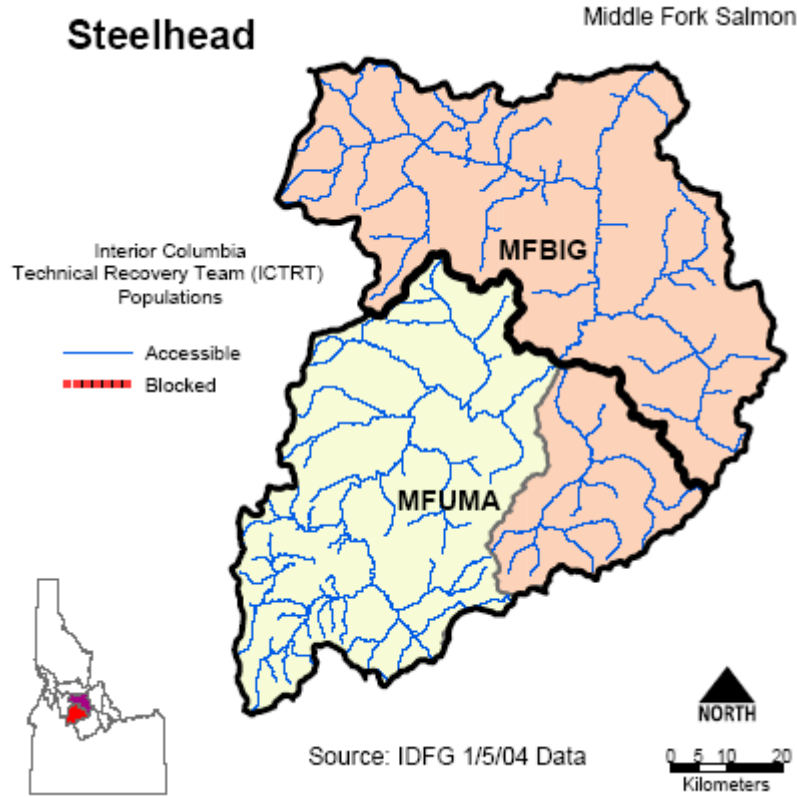 Steelhead
Middle Fork Salmon
MFBIG
Interior Columbia
Technical Recovery Team (ICTRT)
Populations
Accessible
Blocked
MFUMA
NORTH
Source: IDFG 1/5/04 Data
0 5 10 20
Kilometers